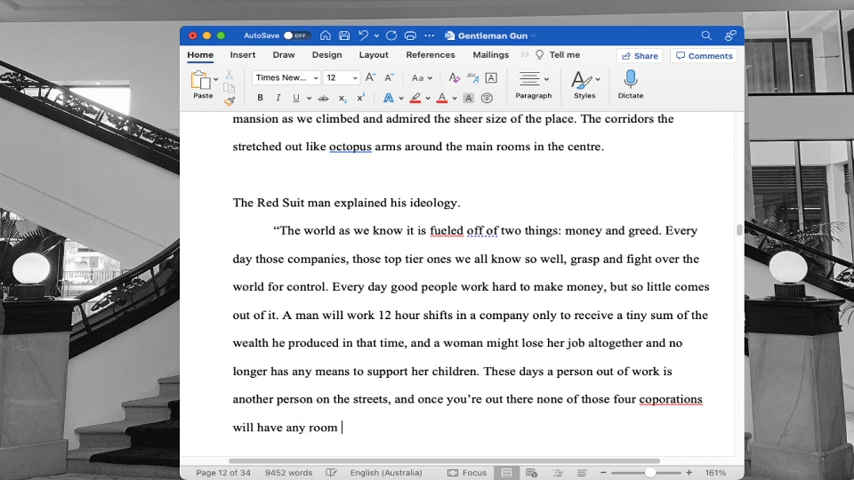 AutoSave OFF Gentleman Gun
Home Insert Draw Design Layout References Mailings >> Tell me Share Comments
Paste Times New... 12 A A Aa A Paragraph Styles Dictate
B I U ab x₂ x² A A A
mansion as we climbed and admired the sheer size of the place. The corridors the
stretched out like octopus arms around the main rooms in the centre.
The Red Suit man explained his ideology.
“The world as we know it is fueled off of two things: money and greed. Every
day those companies, those top tier ones we all know so well, grasp and fight over the
world for control. Every day good people work hard to make money, but so little comes
out of it. A man will work 12 hour shifts in a company only to receive a tiny sum of the
wealth he produced in that time, and a woman might lose her job altogether and no
longer has any means to support her children. These days a person out of work is
another person on the streets, and once you’re out there none of those four coporations
will have any room
Page 12 of 34 9452 words English (Australia) Focus 161%